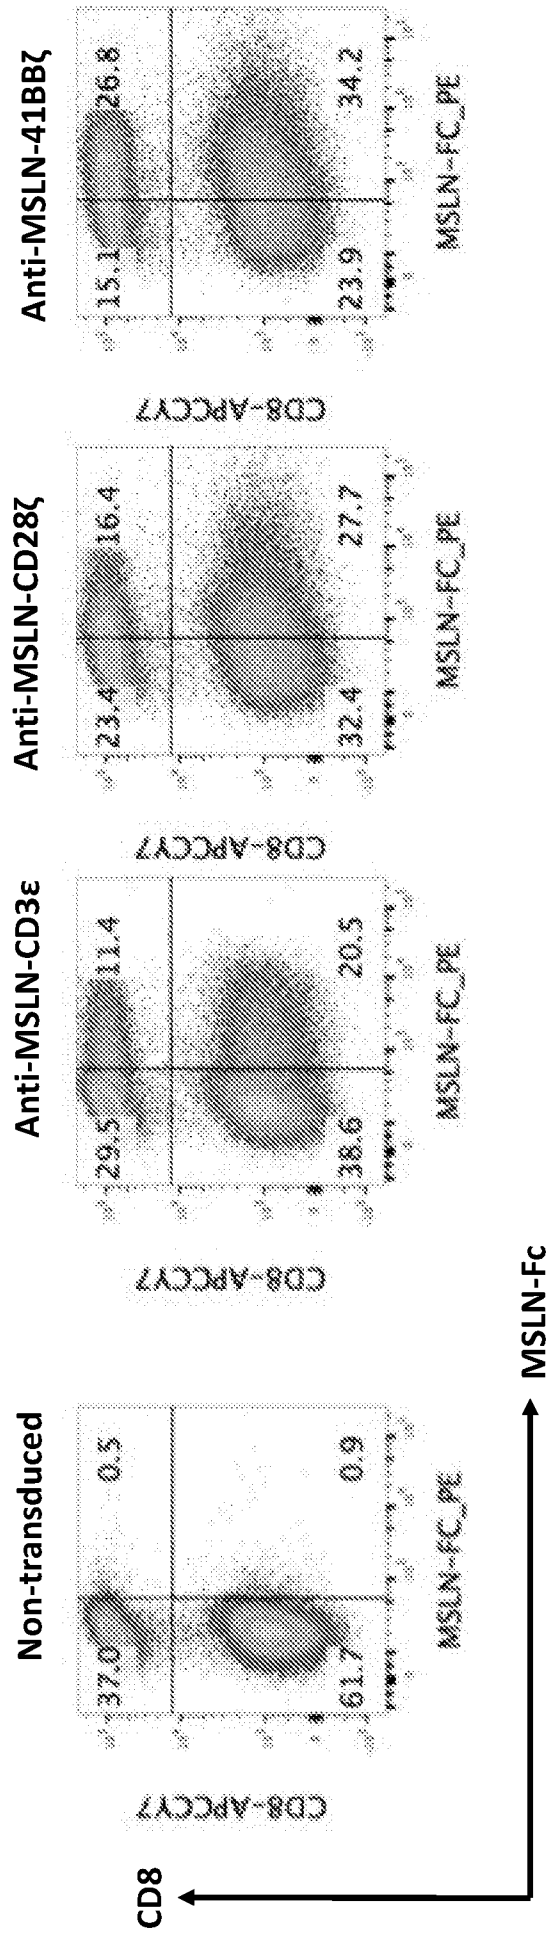 Non-transduced
Anti-MSLN-CD3ε
Anti-MSLN-CD28ζ
Anti-MSLN-41BBζ
CD8
CD8-APCCY7
37.0
0.5
61.7
0.9
MSLN-FC_PE
CD8-APCCY7
29.5
11.4
38.6
20.5
MSLN-FC_PE
CD8-APCCY7
23.4
16.4
32.4
27.7
MSLN-FC_PE
CD8-APCCY7
15.1
26.8
23.9
34.2
MSLN-FC_PE
MSLN-Fc